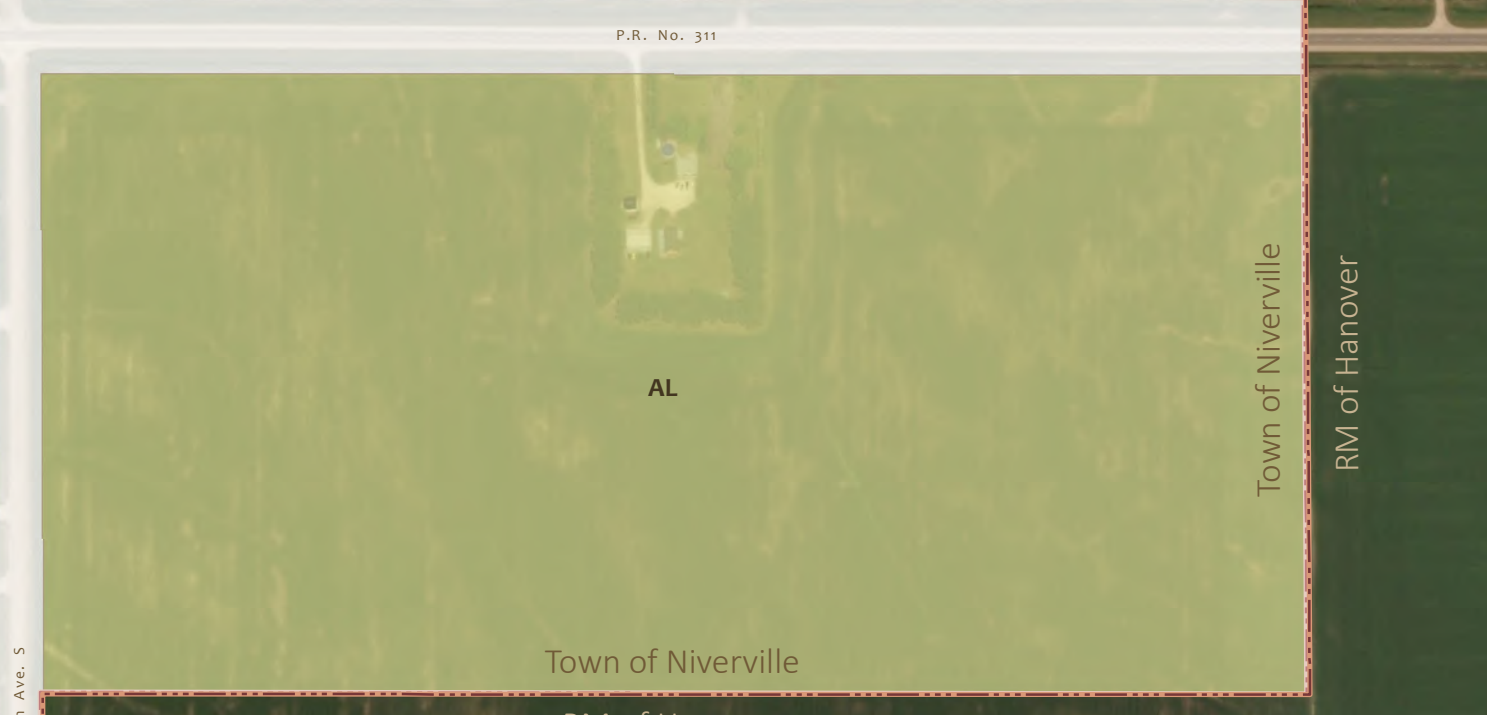 P.R. No. 311
Town of Niverville
RM of Hanover
AL
Town of Niverville
Ave. S